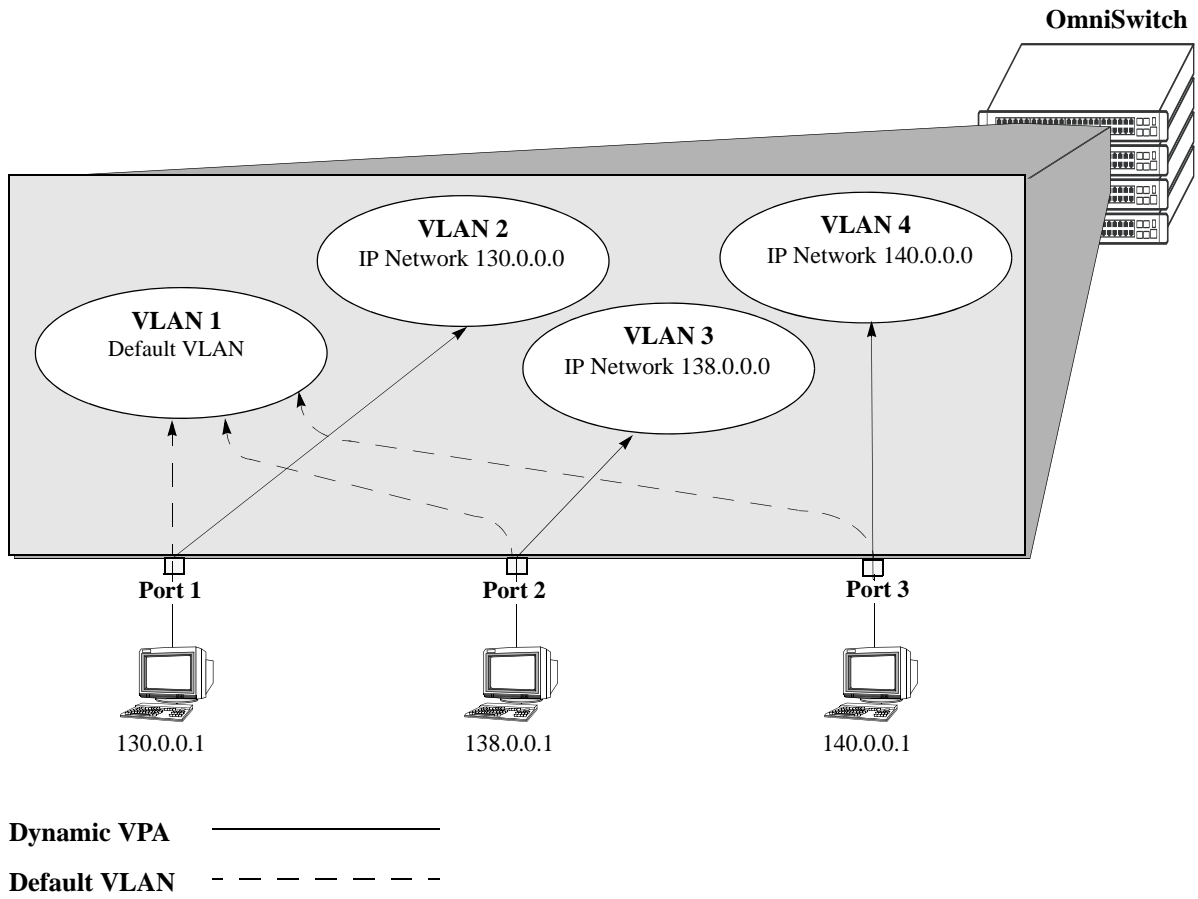 OmniSwitch
VLAN 2
IP Network 130.0.0.0
VLAN 4
IP Network 140.0.0.0
VLAN 1
Default VLAN
VLAN 3
IP Network 138.0.0.0
Port 1
Port 2
Port 3
130.0.0.1
138.0.0.1
140.0.0.1
Dynamic VPA
Default VLAN